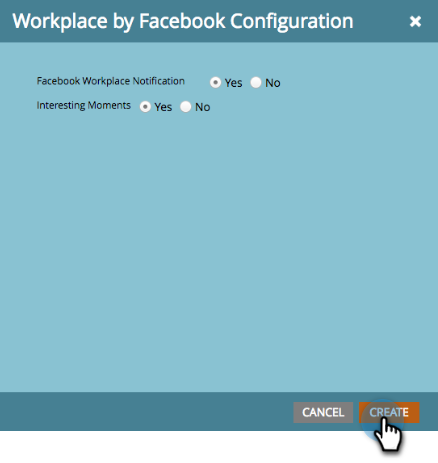 Workplace by Facebook Configuration ×
Facebook Workplace Notification Yes No
Interesting Moments Yes No
CANCEL CREATE